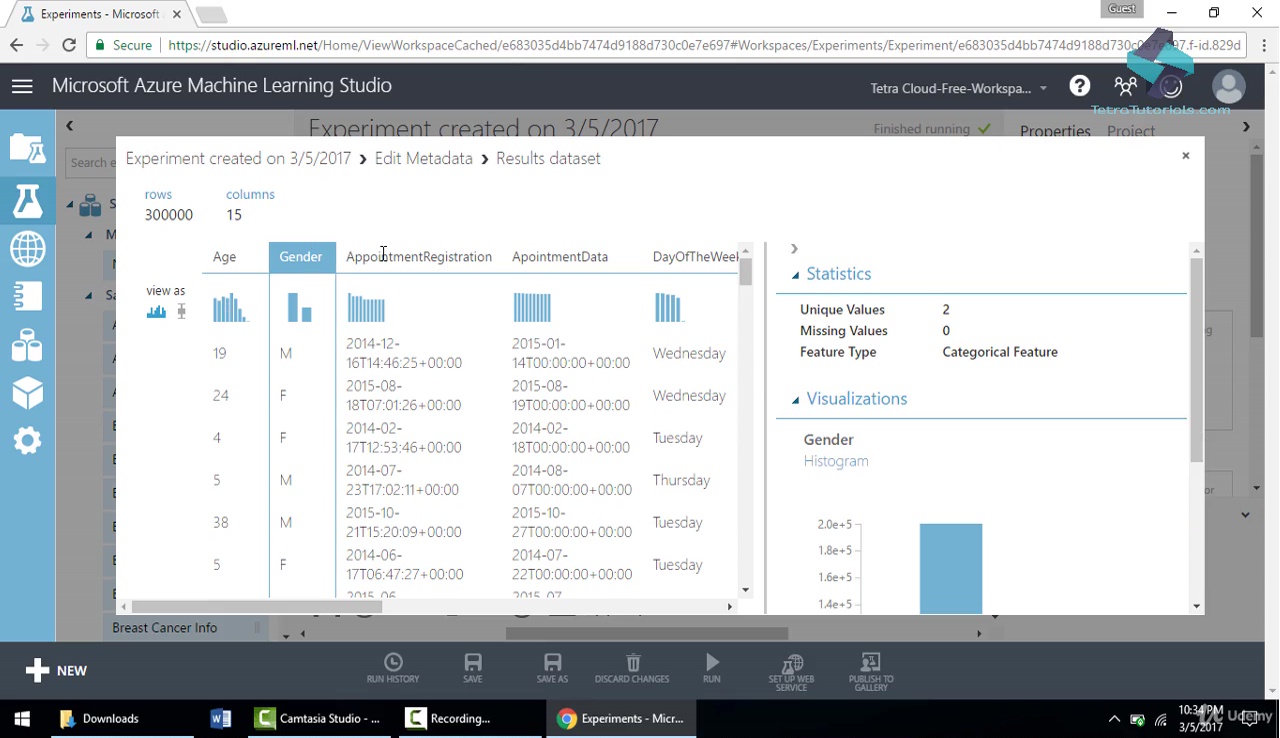 Experiments - Microsoft
Guest
Secure
https://studio.azureml.net/Home/ViewWorkspaceCached/e683035d4bb7474d9188d730c0e7e697#Workspaces/Experiments/Experiment/e683035d4bb7474d9188d730c0e7e697.f-id.829d
Microsoft Azure Machine Learning Studio
Tetra Cloud-Free-Workspa...
TetraTutorials.com
Experiment created on 3/5/2017
Finished running
Properties Project
Search e
Experiment created on 3/5/2017 › Edit Metadata › Results dataset
rows columns
300000 15
Age Gender AppointmentRegistration ApointmentData DayOfTheWeek
view as
19 M 2014-12-16T14:46:25+00:00 2015-01-14T00:00:00+00:00 Wednesday
24 F 2015-08-18T07:01:26+00:00 2015-08-19T00:00:00+00:00 Wednesday
4 F 2014-02-17T12:53:46+00:00 2014-02-18T00:00:00+00:00 Tuesday
5 M 2014-07-23T17:02:11+00:00 2014-08-07T00:00:00+00:00 Thursday
38 M 2015-10-21T15:20:09+00:00 2015-10-27T00:00:00+00:00 Tuesday
5 F 2014-06-17T06:47:27+00:00 2014-07-22T00:00:00+00:00 Tuesday
2015-06- 2015-07-
Statistics
Unique Values 2
Missing Values 0
Feature Type Categorical Feature
Visualizations
Gender
Histogram
2.0e+5
1.8e+5
1.6e+5
1.4e+5
Breast Cancer Info
NEW
RUN HISTORY
SAVE
SAVE AS
DISCARD CHANGES
RUN
SET UP WEB SERVICE
PUBLISH TO GALLERY
Downloads
Camtasia Studio - ...
Recording...
Experiments - Micr...
10:34 PM
3/5/2017
Udemy